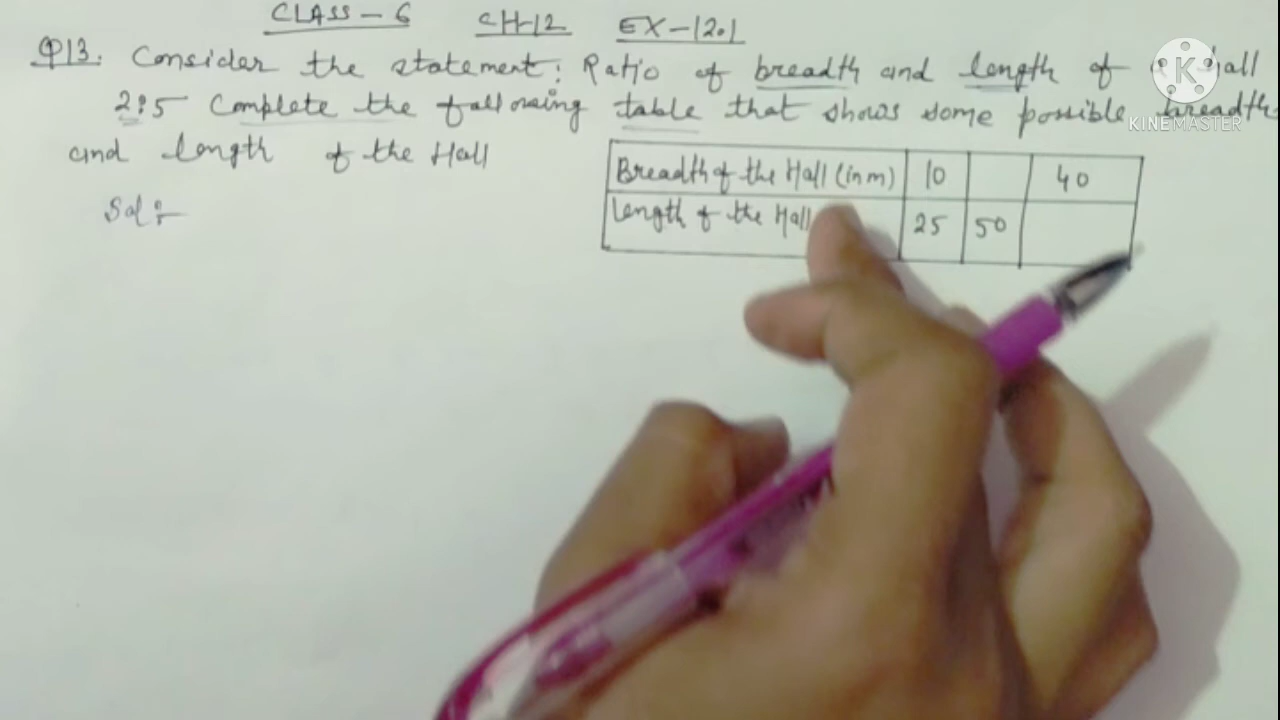 CLASS - 6 CH-12 EX-12.1
Q13. Consider the statement: Ratio of breadth and length of Hall
2:5 Complete the following table that shows some possible breadth
and length of the Hall
Sol:-
Breadth of the Hall (in m) 10 40
Length of the Hall 25 50
K
KINEMASTER